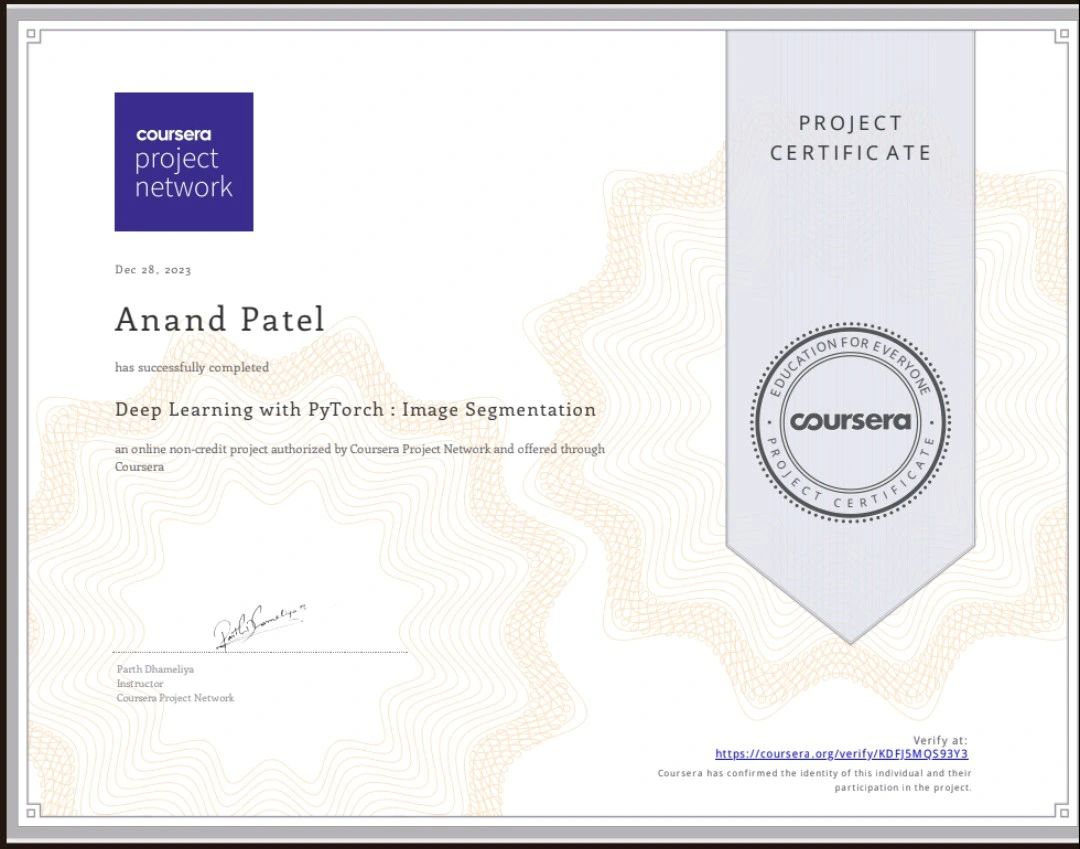 coursera
project
network
PROJECT
CERTIFICATE
Dec 28, 2023
Anand Patel
has successfully completed
Deep Learning with PyTorch : Image Segmentation
an online non-credit project authorized by Coursera Project Network and offered through
Coursera
EDUCATION FOR EVERYONE
coursera
PROJECT CERTIFICATE
Parth Dhameliya
Parth Dhameliya
Instructor
Coursera Project Network
Verify at:
https://coursera.org/verify/KDFJ5MQS93Y3
Coursera has confirmed the identity of this individual and their
participation in the project.